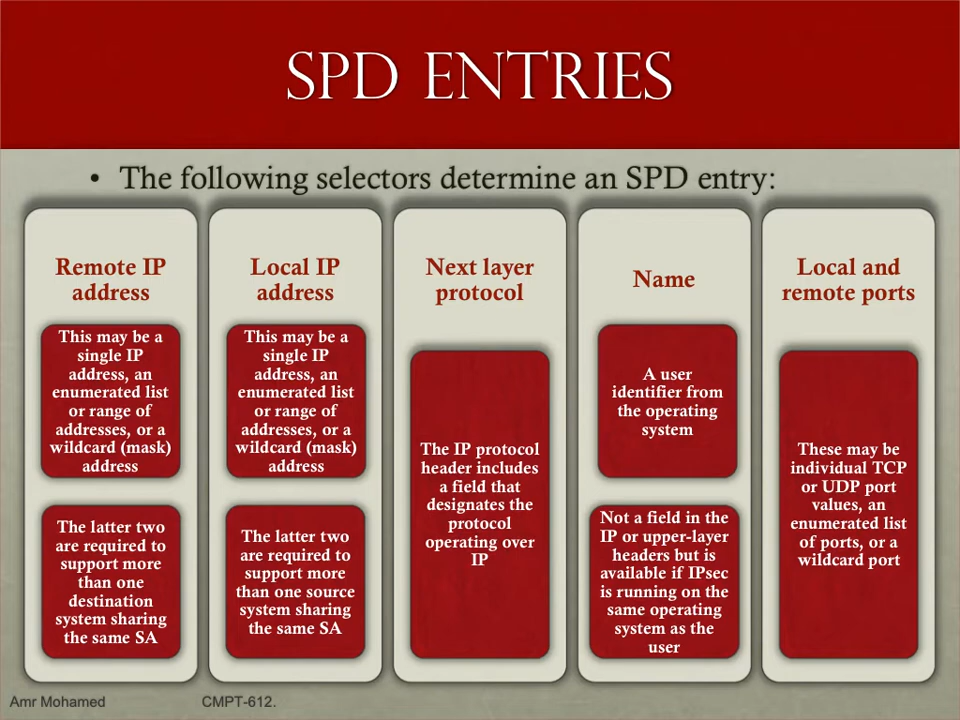 SPD ENTRIES
• The following selectors determine an SPD entry:
Remote IP
address
This may be a
single IP
address, an
enumerated list
or range of
addresses, or a
wildcard (mask)
address
The latter two
are required to
support more
than one
destination
system sharing
the same SA
Local IP
address
This may be a
single IP
address, an
enumerated list
or range of
addresses, or a
wildcard (mask)
address
The latter two
are required to
support more
than one source
system sharing
the same SA
Next layer
protocol
The IP protocol
header includes
a field that
designates the
protocol
operating over
IP
Name
A user
identifier from
the operating
system
Not a field in the
IP or upper-layer
headers but is
available if IPsec
is running on the
same operating
system as the
user
Local and
remote ports
These may be
individual TCP
or UDP port
values, an
enumerated list
of ports, or a
wildcard port
Amr Mohamed
CMPT-612.